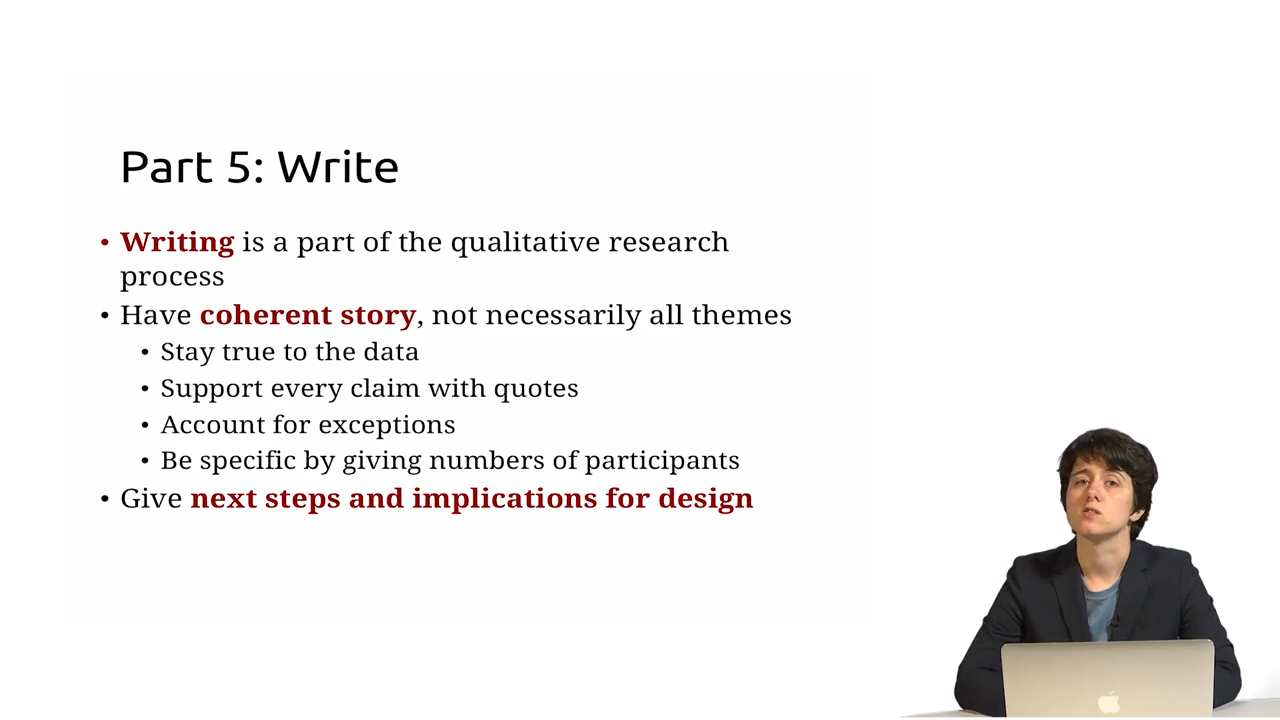 Part 5: Write
• Writing is a part of the qualitative research
process
• Have coherent story, not necessarily all themes
• Stay true to the data
• Support every claim with quotes
• Account for exceptions
• Be specific by giving numbers of participants
• Give next steps and implications for design